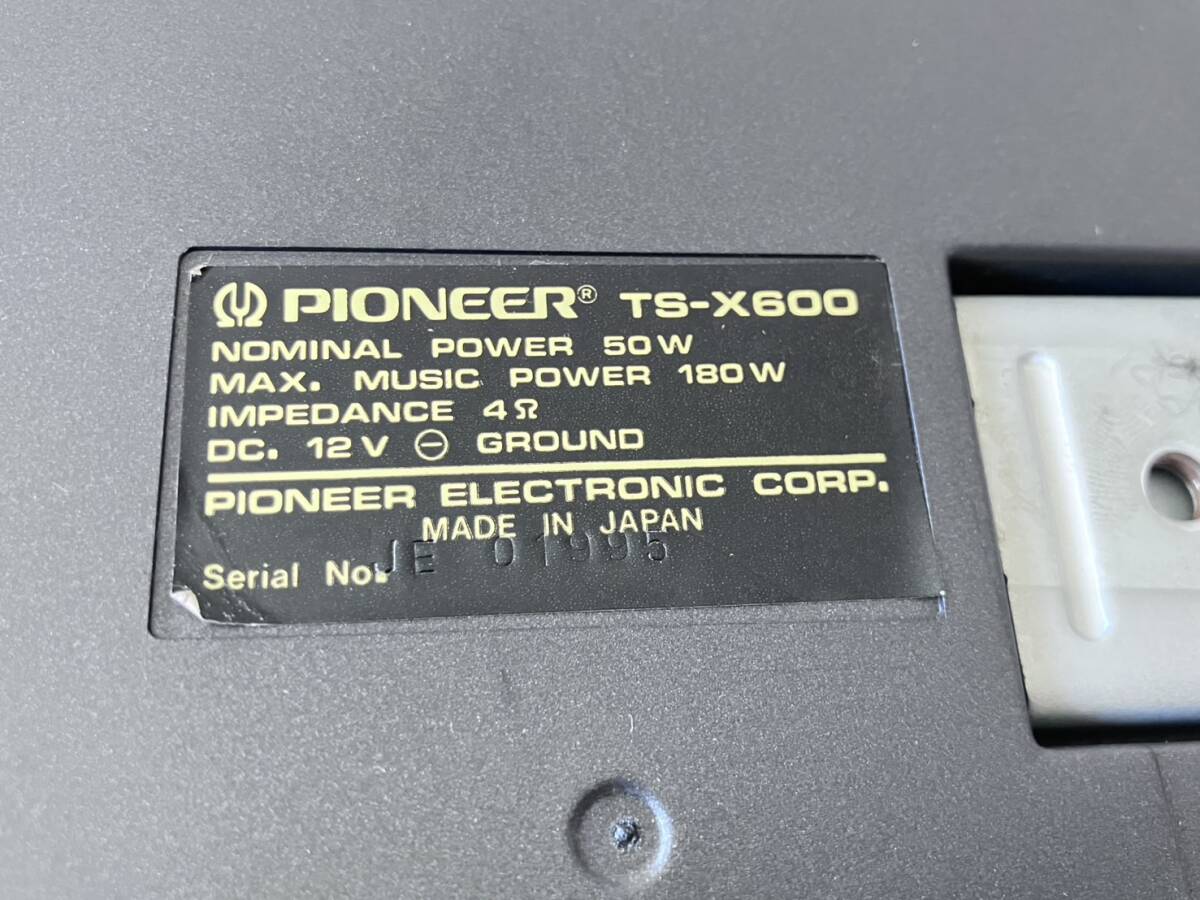 PIONEER® TS-X600
NOMINAL POWER 50W
MAX. MUSIC POWER 180W
IMPEDANCE 4Ω
DC. 12V ⊖ GROUND
PIONEER ELECTRONIC CORP.
MADE IN JAPAN
Serial No. JE 01995